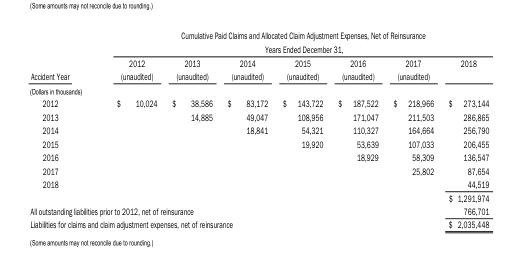 (Some amounts may not reconcile due to rounding.)
Cumulative Paid Claims and Allocated Claim Adjustment Expenses, Net of Reinsurance
Years Ended December 31,
2012 2013 2014 2015 2016 2017 2018
Accident Year (unaudited) (unaudited) (unaudited) (unaudited) (unaudited) (unaudited)
(Dollars in thousands)
2012 $ 10,024 $ 38,586 $ 83,172 $ 143,722 $ 187,522 $ 218,966 $ 273,144
2013 14,885 49,047 108,956 171,047 211,503 286,865
2014 18,841 54,321 110,327 164,664 256,790
2015 19,920 53,639 107,033 206,455
2016 18,929 58,309 136,547
2017 25,802 87,654
2018 44,519
$ 1,291,974
All outstanding liabilities prior to 2012, net of reinsurance 766,701
Liabilities for claims and claim adjustment expenses, net of reinsurance $ 2,035,448
(Some amounts may not reconcile due to rounding.)